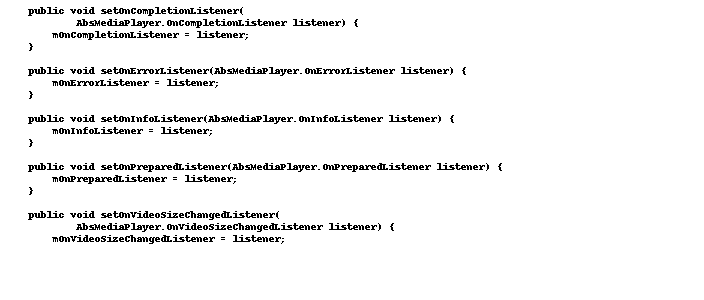 public void setOnCompletionListener(
AbsMediaPlayer.OnCompletionListener listener) {
mOnCompletionListener = listener;
}
public void setOnErrorListener(AbsMediaPlayer.OnErrorListener listener) {
mOnErrorListener = listener;
}
public void setOnInfoListener(AbsMediaPlayer.OnInfoListener listener) {
mOnInfoListener = listener;
}
public void setOnPreparedListener(AbsMediaPlayer.OnPreparedListener listener) {
mOnPreparedListener = listener;
}
public void setOnVideoSizeChangedListener(
AbsMediaPlayer.OnVideoSizeChangedListener listener) {
mOnVideoSizeChangedListener = listener;